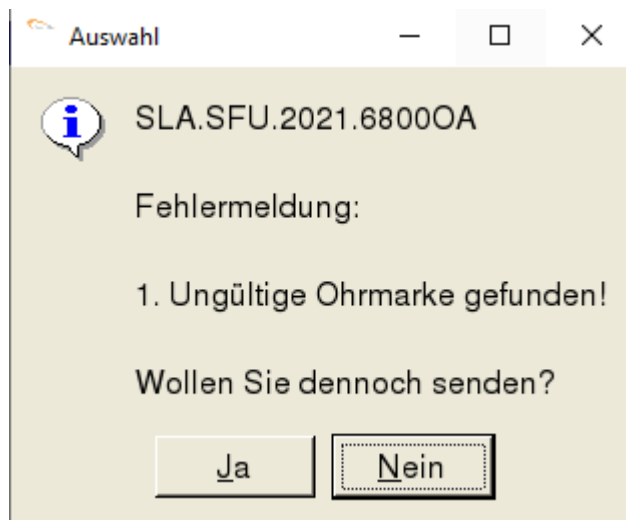 Auswahl
SLA.SFU.2021.6800OA
Fehlermeldung:
1. Ungültige Ohrmarke gefunden!
Wollen Sie dennoch senden?
Ja
Nein